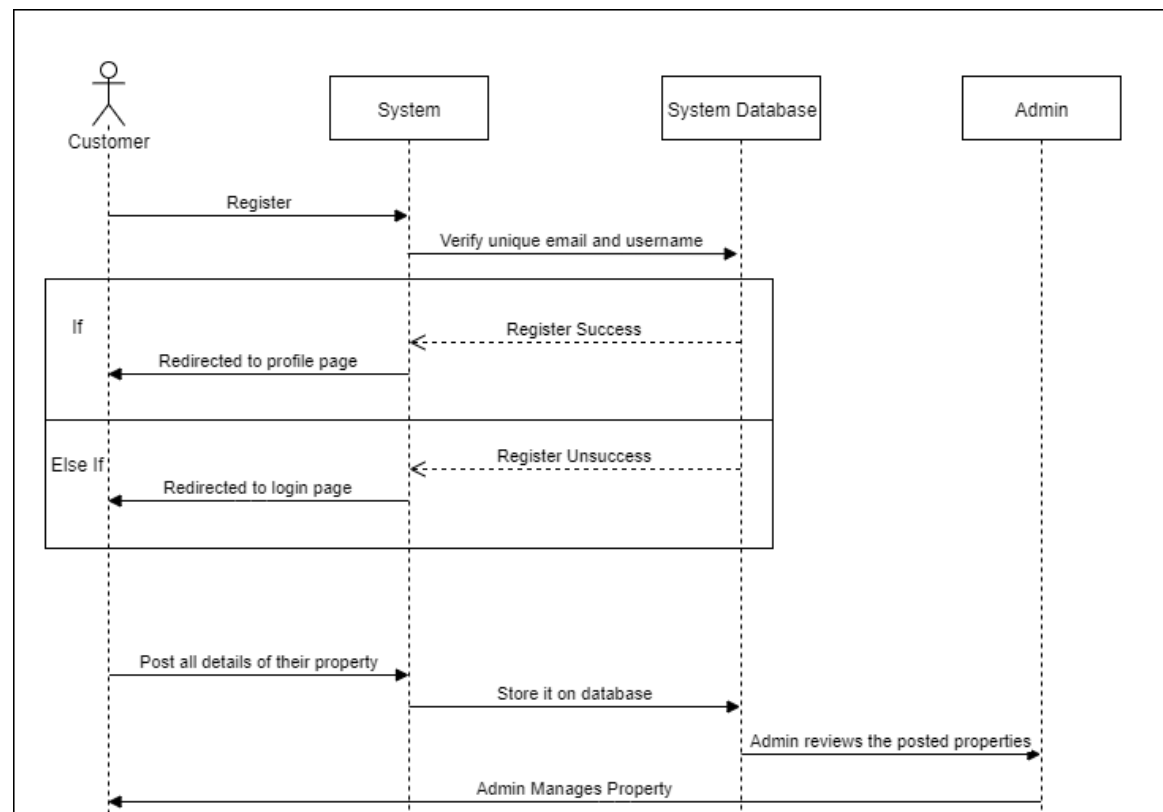 Customer
System
System Database
Admin
Register
Verify unique email and username
If
Register Success
Redirected to profile page
Else If
Register Unsuccess
Redirected to login page
Post all details of their property
Store it on database
Admin reviews the posted properties
Admin Manages Property